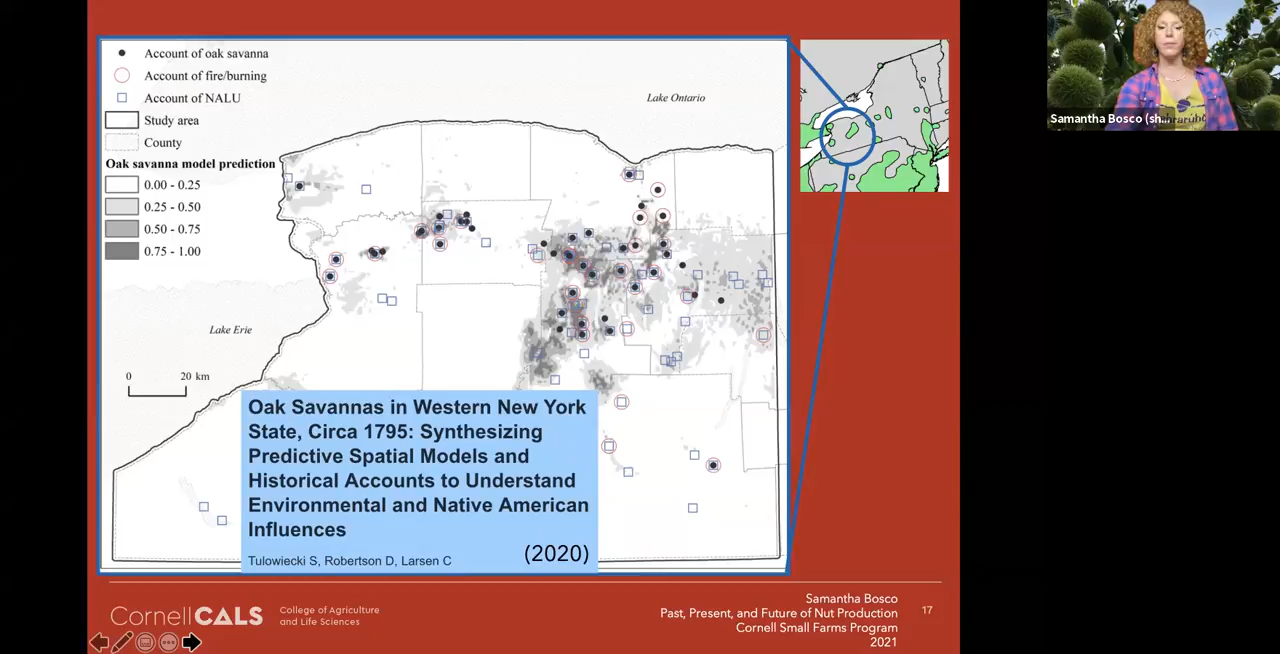 Account of oak savanna
Account of fire/burning
Account of NALU
Study area
County
Oak savanna model prediction
0.00 - 0.25
0.25 - 0.50
0.50 - 0.75
0.75 - 1.00
Lake Ontario
Lake Erie
0 20 km
Oak Savannas in Western New York
State, Circa 1795: Synthesizing
Predictive Spatial Models and
Historical Accounts to Understand
Environmental and Native American
Influences
Tulowiecki S, Robertson D, Larsen C
(2020)
CornellCALS
College of Agriculture
and Life Sciences
Samantha Bosco
Past, Present, and Future of Nut Production
Cornell Small Farms Program
2021
17
Samantha Bosco (sh...